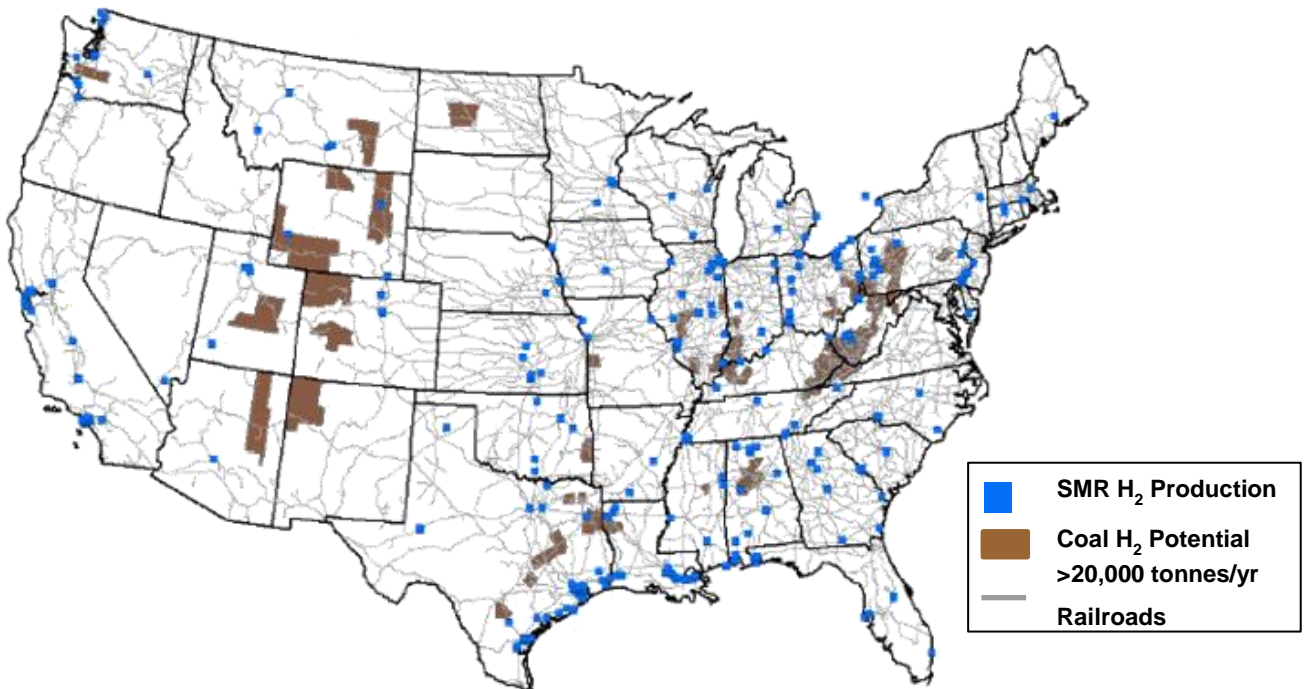 SMR H₂ Production
Coal H₂ Potential
>20,000 tonnes/yr
Railroads